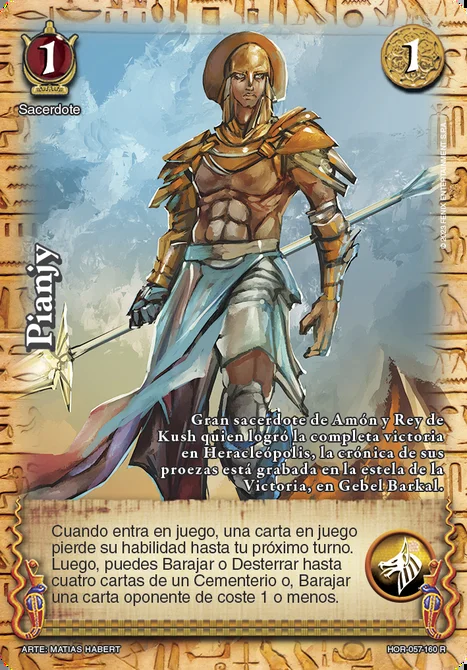 1
1
Sacerdote
© 2023 FENIX ENTERTAINMENT S.P.A.
Pianjy
Gran sacerdote de Amón y Rey de
Kush quien logró la completa victoria
en Heracleópolis, la crónica de sus
proezas está grabada en la estela de la
Victoria, en Gebel Barkal.
Cuando entra en juego, una carta en juego
pierde su habilidad hasta tu próximo turno.
Luego, puedes Barajar o Desterrar hasta
cuatro cartas de un Cementerio o, Barajar
una carta oponente de coste 1 o menos.
ARTE: MATIAS HABERT
HOR-057-160 R